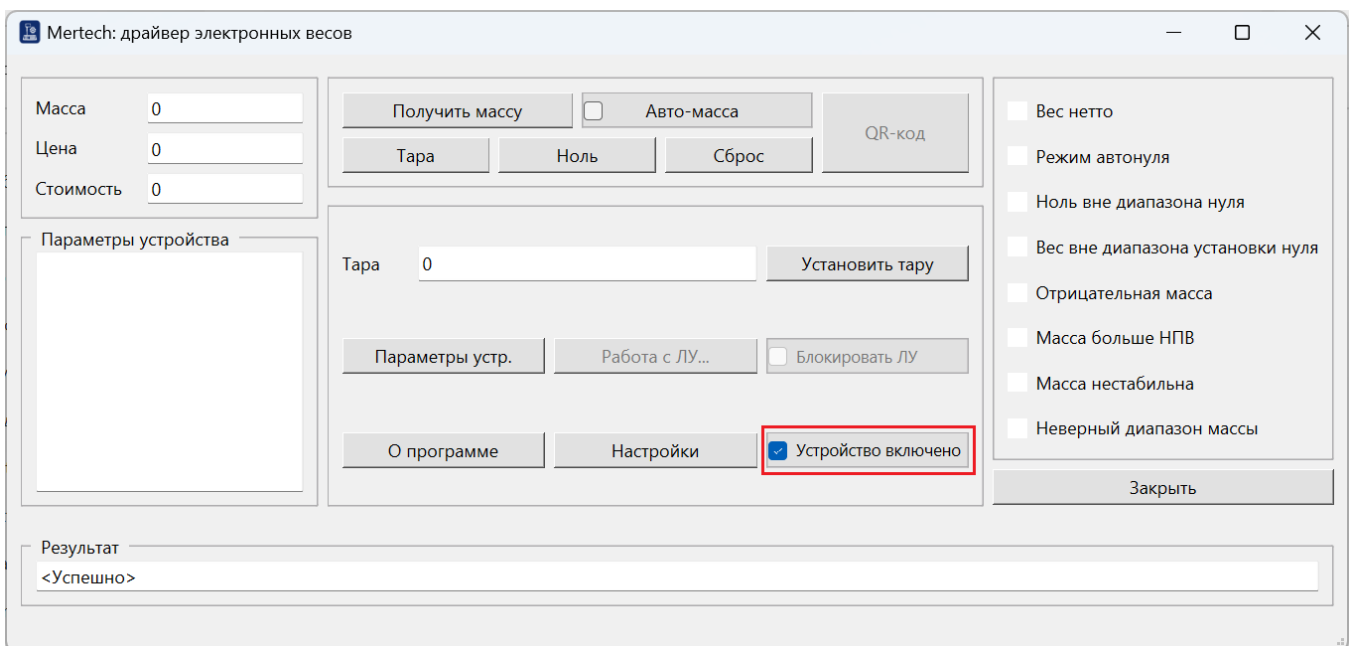 Mertech: драйвер электронных весов
Масса 0
Цена 0
Стоимость 0
Параметры устройства
Получить массу
Авто-масса
QR-код
Тара
Ноль
Сброс
Тара 0
Установить тару
Параметры устр.
Работа с ЛУ...
Блокировать ЛУ
О программе
Настройки
Устройство включено
Вес нетто
Режим автонуля
Ноль вне диапазона нуля
Вес вне диапазона установки нуля
Отрицательная масса
Масса больше НПВ
Масса нестабильна
Неверный диапазон массы
Закрыть
Результат
<Успешно>